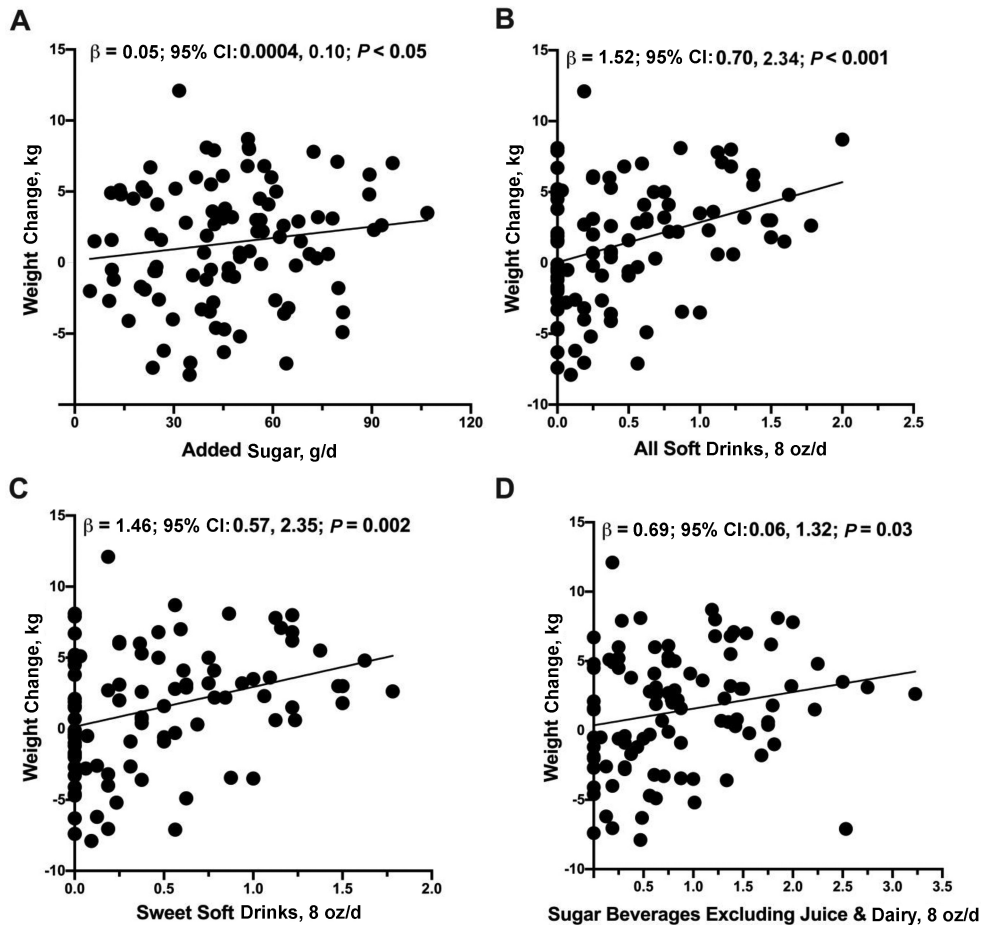 A
β = 0.05; 95% CI: 0.0004, 0.10; P < 0.05
15
10
5
0
-5
Weight Change, kg
0 30 60 90 120
Added Sugar, g/d
B
β = 1.52; 95% CI: 0.70, 2.34; P < 0.001
15
10
5
0
-5
-10
Weight Change, kg
0.0 0.5 1.0 1.5 2.0 2.5
All Soft Drinks, 8 oz/d
C
β = 1.46; 95% CI: 0.57, 2.35; P = 0.002
15
10
5
0
-5
-10
Weight Change, kg
0.0 0.5 1.0 1.5 2.0
Sweet Soft Drinks, 8 oz/d
D
β = 0.69; 95% CI: 0.06, 1.32; P = 0.03
15
10
5
0
-5
-10
Weight Change, kg
0.5 1.0 1.5 2.0 2.5 3.0 3.5
Sugar Beverages Excluding Juice & Dairy, 8 oz/d